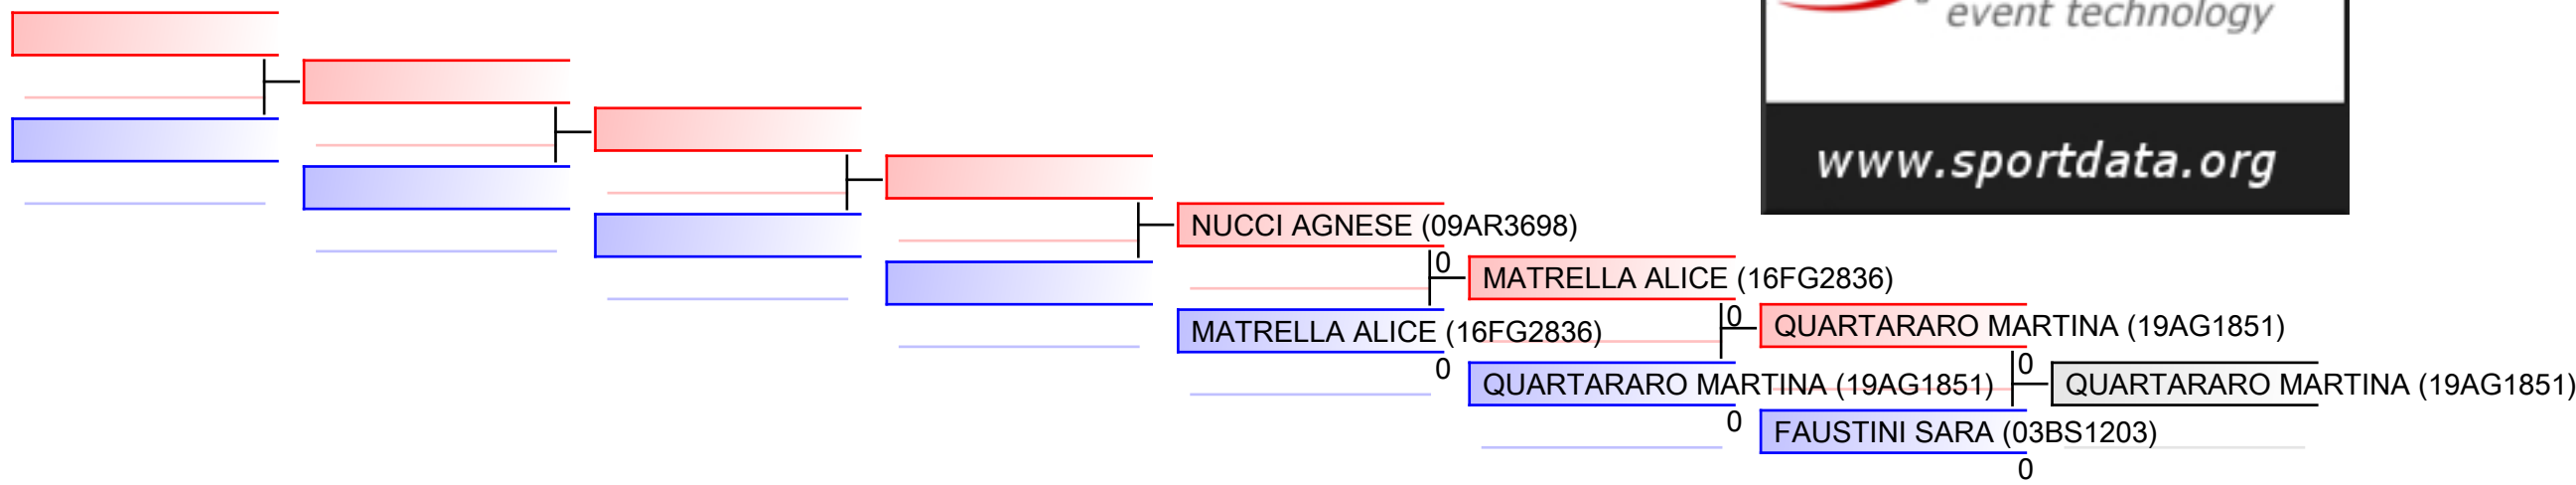 event technology
www.sportdata.org
NUCCI AGNESE (09AR3698)
0
MATRELLA ALICE (16FG2836)
0
MATRELLA ALICE (16FG2836)
0
QUARTARARO MARTINA (19AG1851)
0
QUARTARARO MARTINA (19AG1851)
0
QUARTARARO MARTINA (19AG1851)
FAUSTINI SARA (03BS1203)
0